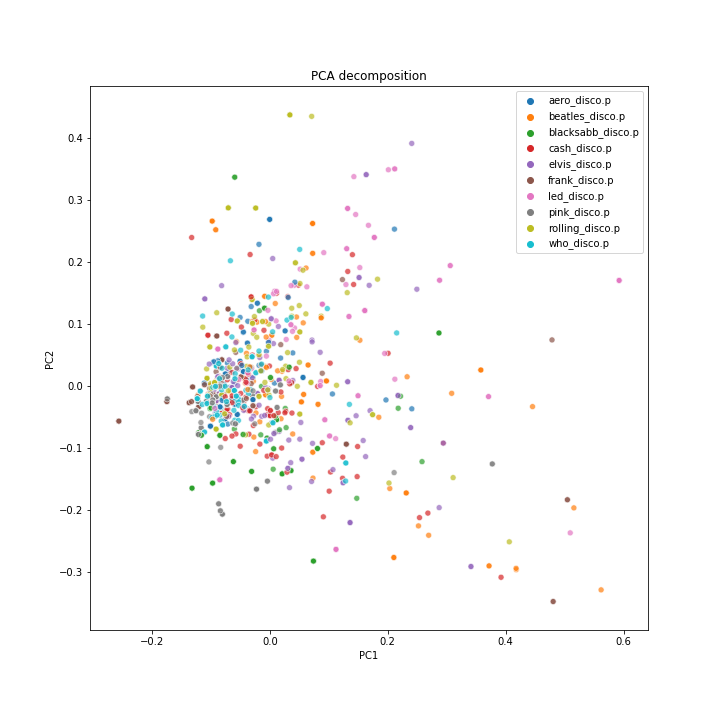 PCA decomposition
aero_disco.p
beatles_disco.p
blacksabb_disco.p
cash_disco.p
elvis_disco.p
frank_disco.p
led_disco.p
pink_disco.p
rolling_disco.p
who_disco.p
PC2
0.4
0.3
0.2
0.1
0.0
−0.1
−0.2
−0.3
−0.2 0.0 0.2 0.4 0.6
PC1